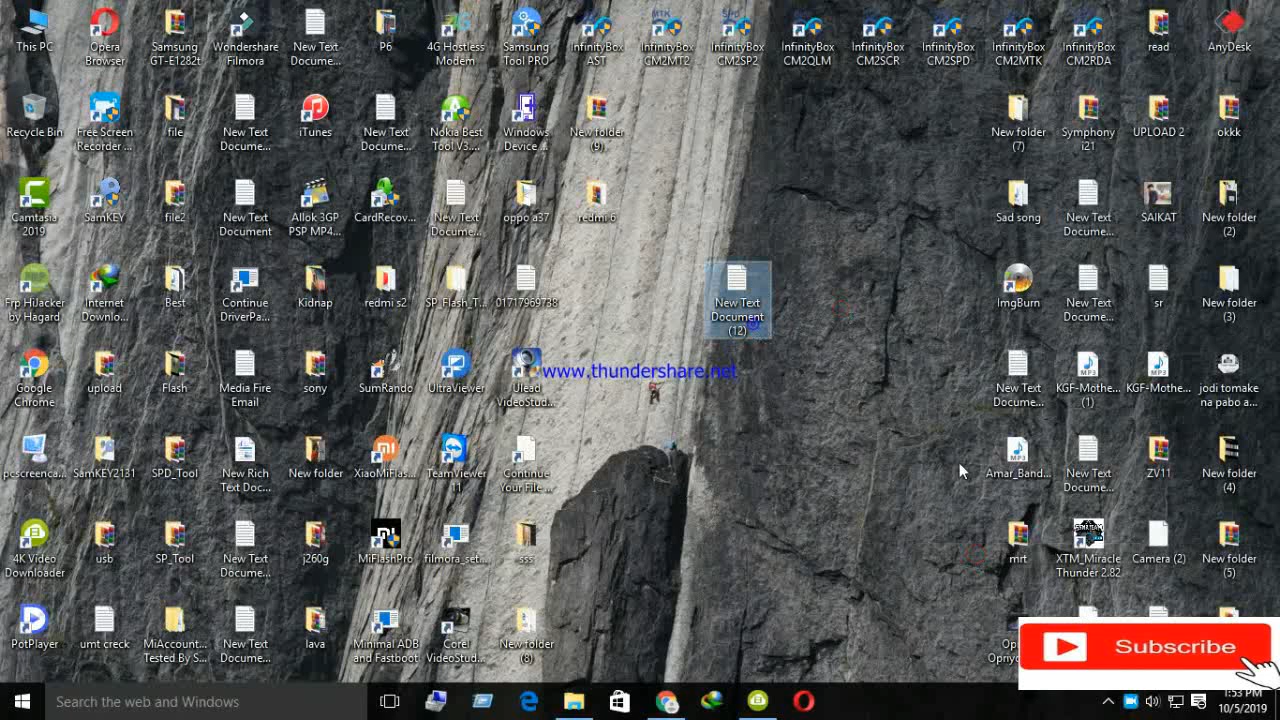 This PC
Opera
Browser
Samsung
GT-E1282t
Wondershare
Filmora
New Text
Docume...
P6
4G Hostless
Modem
Samsung
Tool PRO
InfinityBox
AST
MTK
InfinityBox
CM2MT2
SPD
InfinityBox
CM2SP2
InfinityBox
CM2QLM
InfinityBox
CM2SCR
InfinityBox
CM2SPD
InfinityBox
CM2MTK
InfinityBox
CM2RDA
read
AnyDesk
Recycle Bin
Free Screen
Recorder ...
file
New Text
Docume...
iTunes
New Text
Docume...
Nokia Best
Tool V3....
Windows
Device ...
New folder
(9)
New folder
(7)
Symphony
i21
UPLOAD 2
okkk
Camtasia
2019
SamKEY
file2
New Text
Document
Allok 3GP
PSP MP4...
CardRecov...
New Text
Docume...
oppo a37
redmi 6
Sad song
New Text
Docume...
SAIKAT
New folder
(2)
Frp HiJacker
by Hagard
Internet
Downlo...
Best
Continue
DriverPa...
Kidnap
redmi s2
SP_Flash_T...
01717969738
New Text
Document
(12)
ImgBurn
New Text
Docume...
sr
New folder
(3)
Google
Chrome
upload
Flash
Media Fire
Email
sony
SumRando
UltraViewer
Ulead
VideoStud...
www.thundershare.net
New Text
Docume...
MP3
KGF-Mothe...
(1)
MP3
KGF-Mothe...
jodi tomake
na pabo a...
pcscreenca...
SamKEY2131
SPD_Tool
New Rich
Text Doc...
New folder
XiaoMiFlas...
TeamViewer
11
Continue
Your File ...
MP3
Amar_Band...
New Text
Docume...
ZV11
New folder
(4)
4K Video
Downloader
usb
SP_Tool
New Text
Docume...
j260g
MiFlashPro
filmora_set...
sss
mrt
XTM_Miracle
Thunder 2.82
Camera (2)
New folder
(5)
PotPlayer
umt creck
MiAccount...
Tested By S...
New Text
Docume...
lava
Minimal ADB
and Fastboot
Corel
VideoStud...
New folder
(8)
Subscribe
Search the web and Windows
1:53 PM
10/5/2019